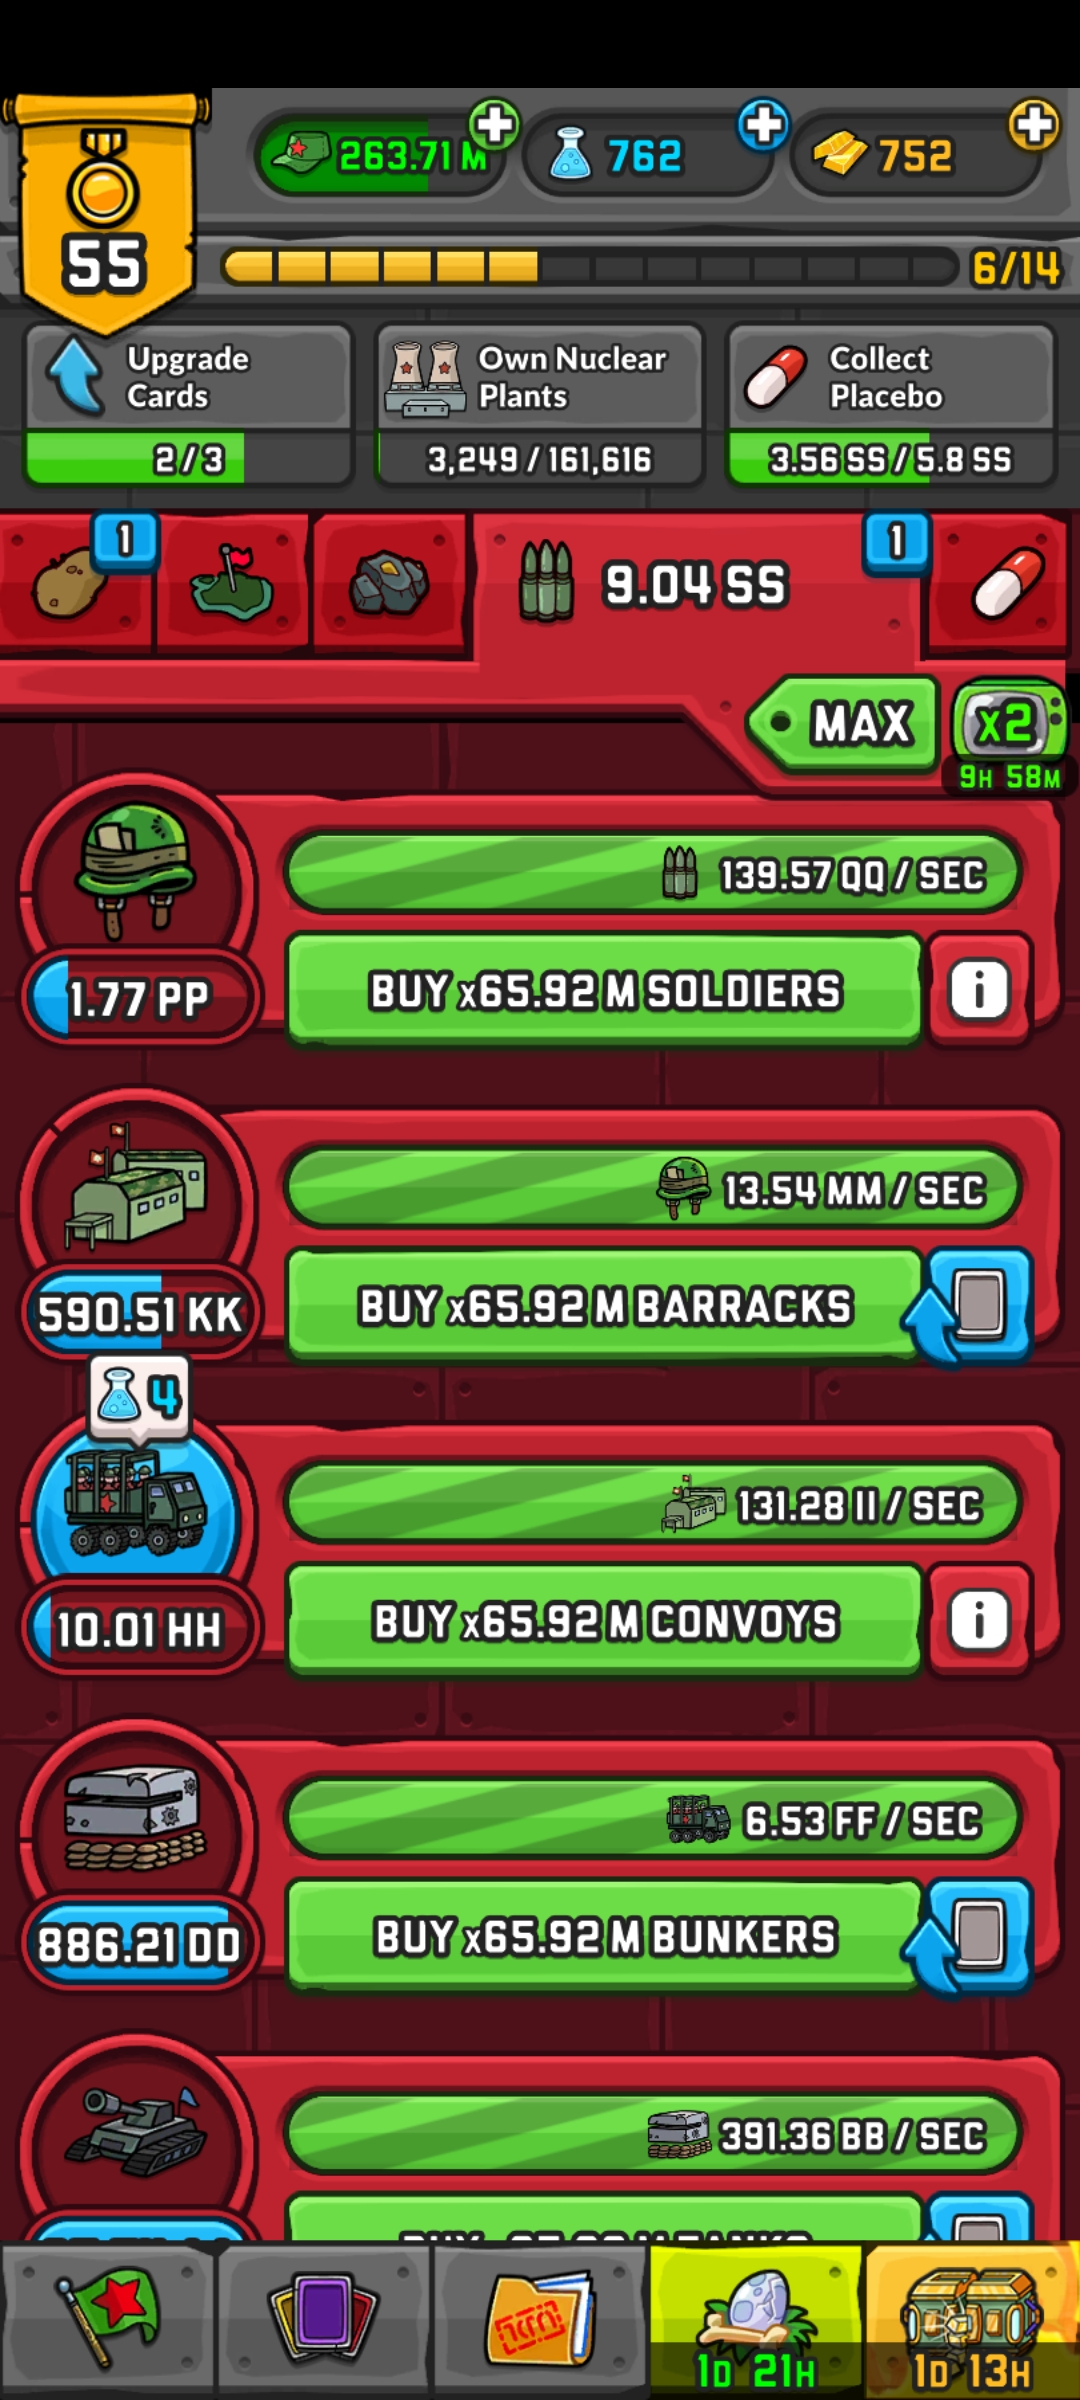 263.71 M
762
752
55
6/14
Upgrade
Cards
Own Nuclear
Plants
Collect
Placebo
2/3
3,249/161,616
3.56 SS/5.8 SS
1
9.04 SS
1
MAX
x2
9H 58M
139.57 QQ/SEC
1.77 PP
BUY x65.92 M SOLDIERS
i
13.54 MM/SEC
590.51 KK
BUY x65.92 M BARRACKS
4
131.28 II/SEC
10.01 HH
BUY x65.92 M CONVOYS
i
6.53 FF/SEC
886.21 DD
BUY x65.92 M BUNKERS
391.36 BB/SEC
1D 21H
1D 13H